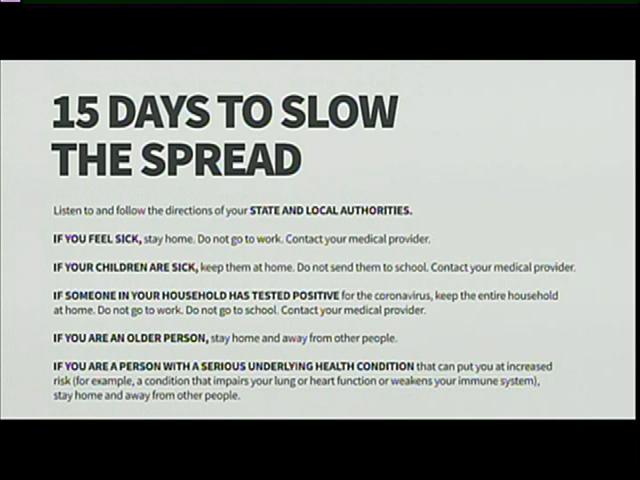 15 DAYS TO SLOW
THE SPREAD
Listen to and follow the directions of your STATE AND LOCAL AUTHORITIES.
IF YOU FEEL SICK, stay home. Do not go to work. Contact your medical provider.
IF YOUR CHILDREN ARE SICK, keep them at home. Do not send them to school. Contact your medical provider.
IF SOMEONE IN YOUR HOUSEHOLD HAS TESTED POSITIVE for the coronavirus, keep the entire household
at home. Do not go to work. Do not go to school. Contact your medical provider.
IF YOU ARE AN OLDER PERSON, stay home and away from other people.
IF YOU ARE A PERSON WITH A SERIOUS UNDERLYING HEALTH CONDITION that can put you at increased
risk (for example, a condition that impairs your lung or heart function or weakens your immune system),
stay home and away from other people.